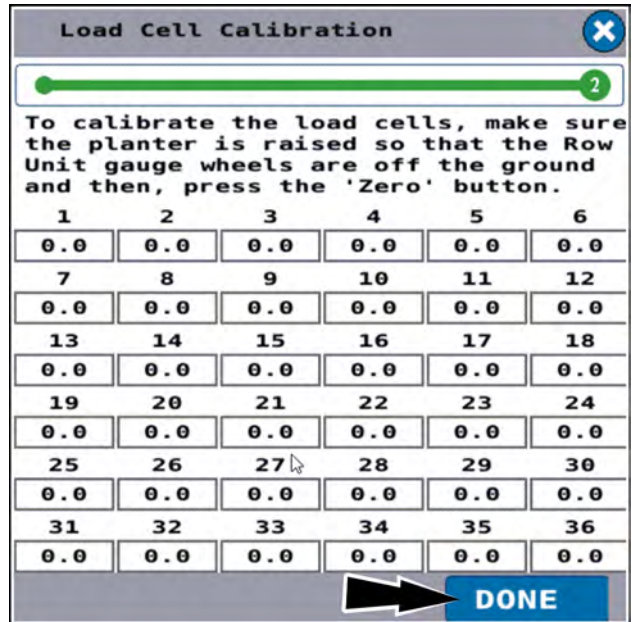 Load Cell Calibration
2
To calibrate the load cells, make sure
the planter is raised so that the Row
Unit gauge wheels are off the ground
and then, press the 'Zero' button.
1 2 3 4 5 6
0.0 0.0 0.0 0.0 0.0 0.0
7 8 9 10 11 12
0.0 0.0 0.0 0.0 0.0 0.0
13 14 15 16 17 18
0.0 0.0 0.0 0.0 0.0 0.0
19 20 21 22 23 24
0.0 0.0 0.0 0.0 0.0 0.0
25 26 27 28 29 30
0.0 0.0 0.0 0.0 0.0 0.0
31 32 33 34 35 36
0.0 0.0 0.0 0.0 0.0 0.0
DONE